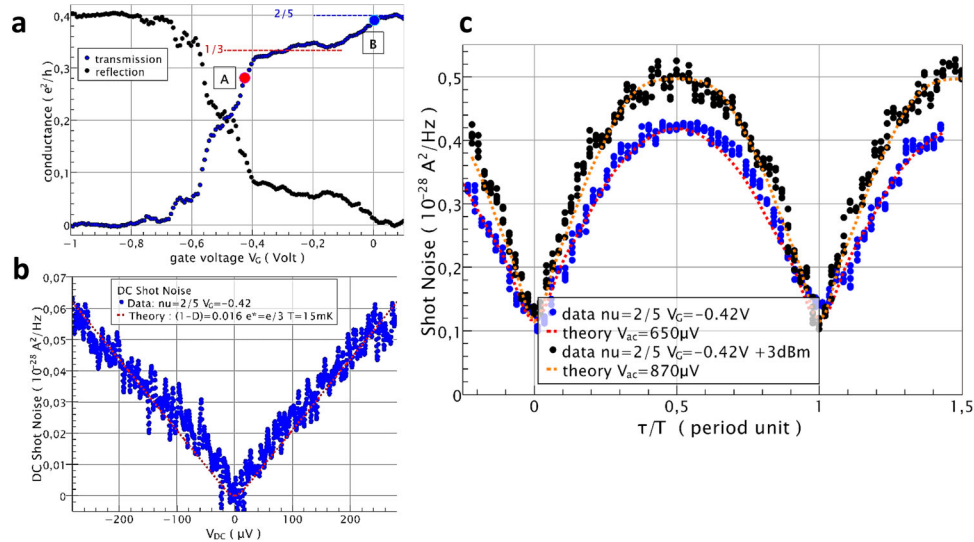 a
2/5
0,4
0,3
0,2
0,1
0
conductance ( e²/h )
1/3
A
B
transmission
reflection
−1
−0,8
−0,6
−0,4
−0,2
0
gate voltage V_G ( Volt )
b
0,07
0,06
0,05
0,04
0,03
0,02
0,01
0
DC Shot Noise ( 10⁻²⁸ A²/Hz )
DC Shot Noise
Data: nu=2/5 V_G=−0.42
Theory : (1−D)=0.016 e*=e/3 T=15mK
−200
−100
0
100
200
V_DC ( µV )
c
0,5
0,4
0,3
0,2
0,1
0
Shot Noise ( 10⁻²⁸ A²/Hz )
data nu=2/5 V_G=−0.42V
theory V_ac=650µV
data nu=2/5 V_G=−0.42V +3dBm
theory V_ac=870µV
0
0,5
1
1,5
τ/T ( period unit )